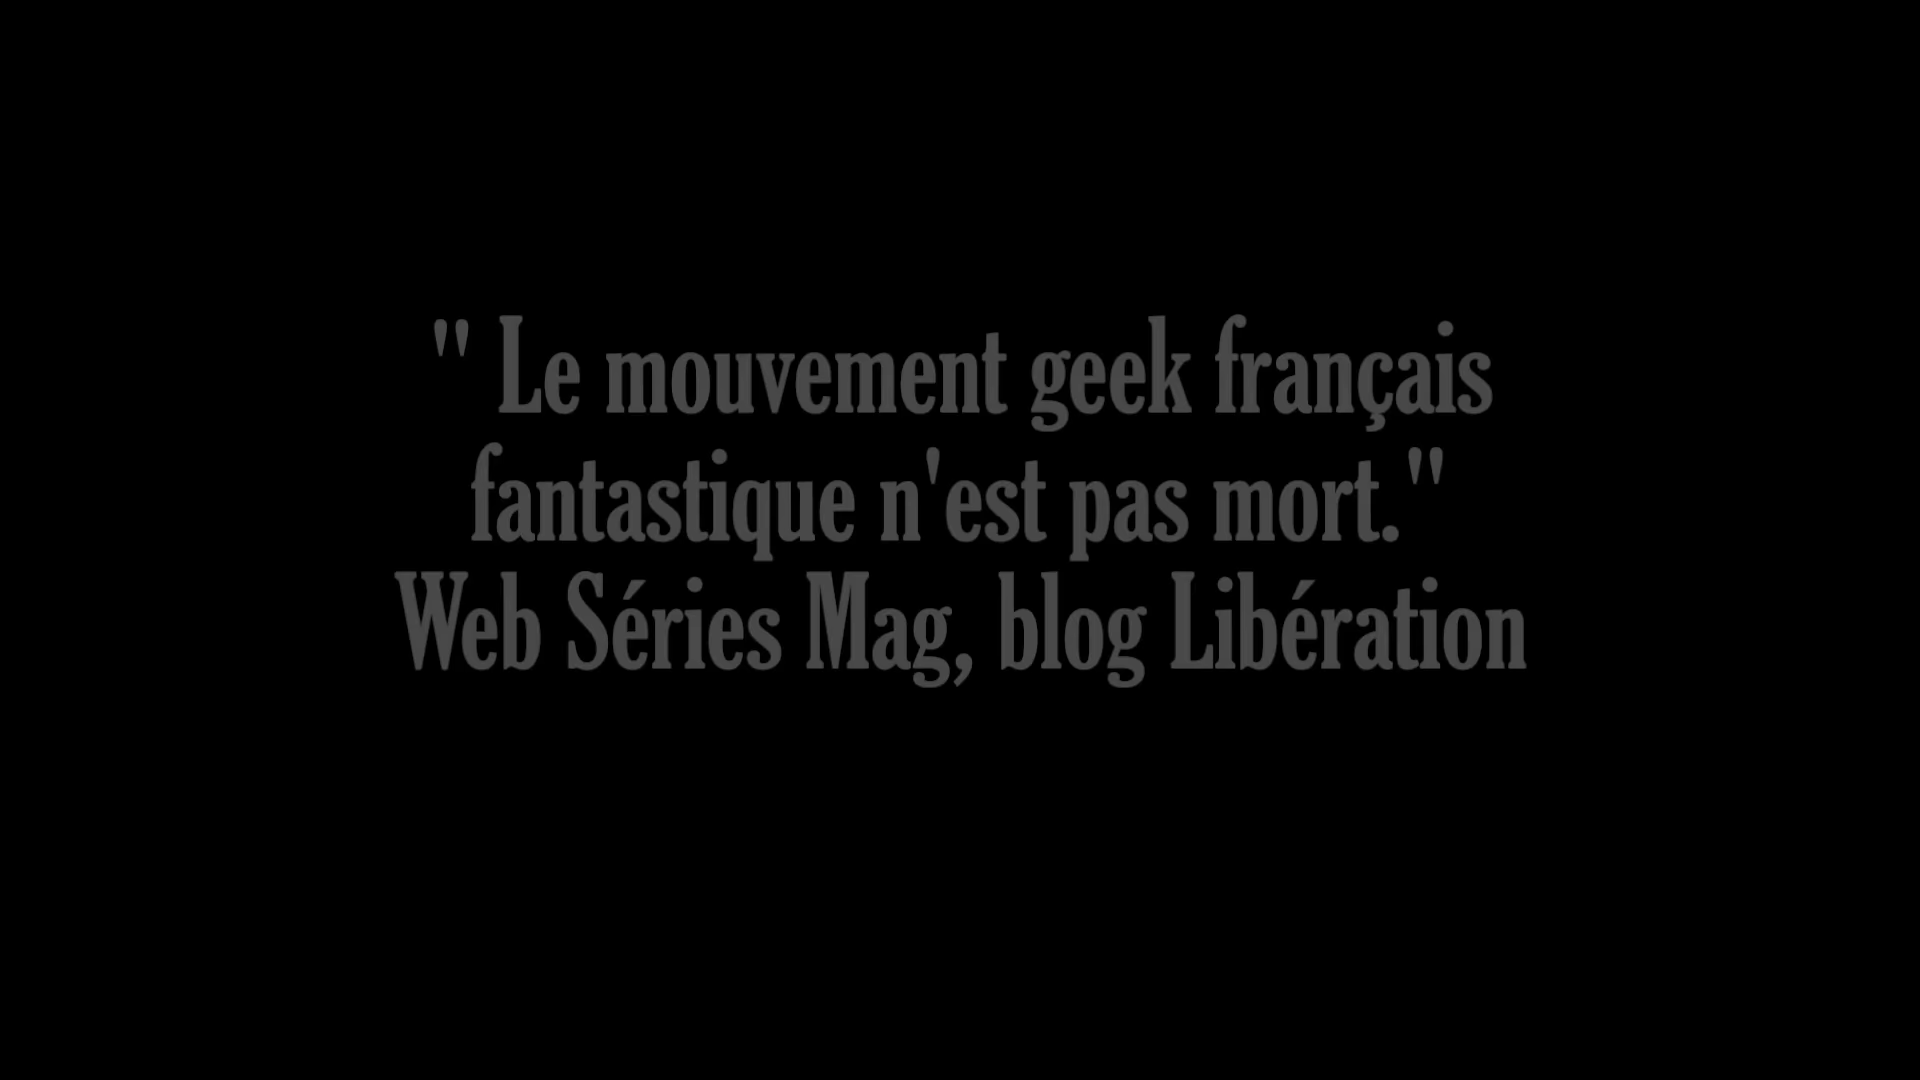 " Le mouvement geek français
fantastique n'est pas mort."
Web Séries Mag, blog Libération